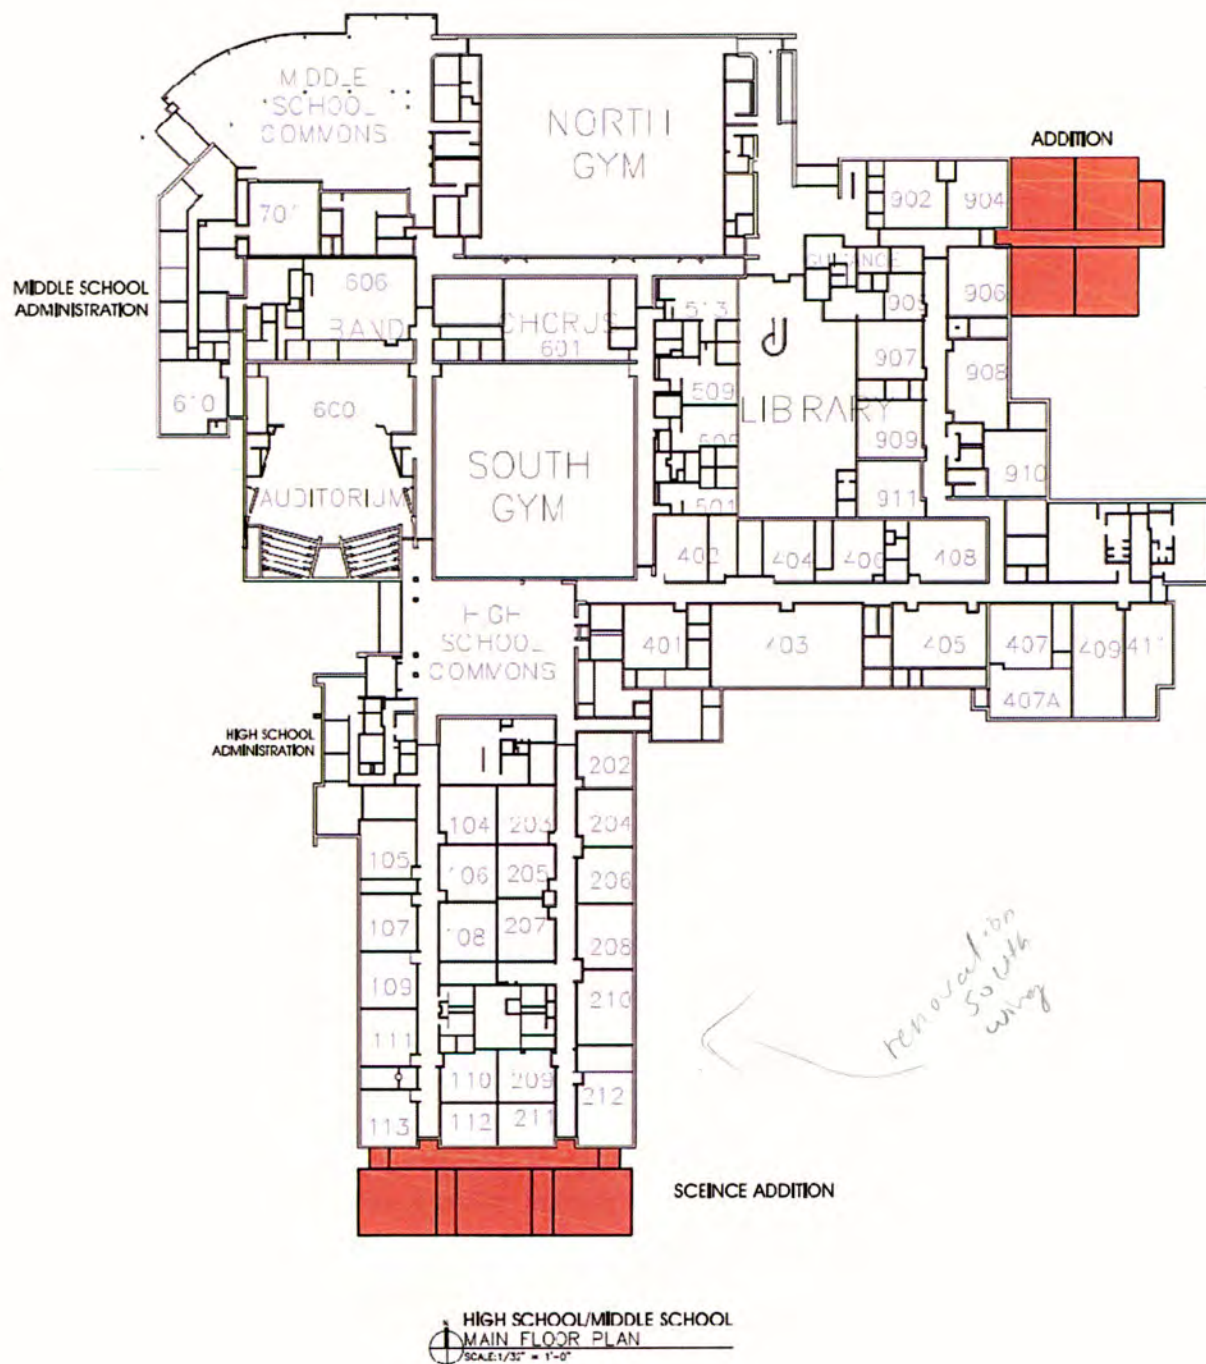 MIDDLE
SCHOOL
COMMONS
NORTH
GYM
ADDITION
902
904
701
GUIDANCE
MIDDLE SCHOOL
ADMINISTRATION
606
BAND
CHORUS
601
513
906
907
908
610
600
509
LIBRARY
909
910
AUDITORIUM
SOUTH
GYM
501
911
402
404
408
HIGH
SCHOOL
COMMONS
401
403
405
407
409
411
407A
HIGH SCHOOL
ADMINISTRATION
202
104
203
204
105
106
205
206
107
108
207
208
109
210
111
110
209
212
113
112
211
renovation
south
wing
SCEINCE ADDITION
N
HIGH SCHOOL/MIDDLE SCHOOL
MAIN FLOOR PLAN
SCALE: 1/32" = 1'-0"